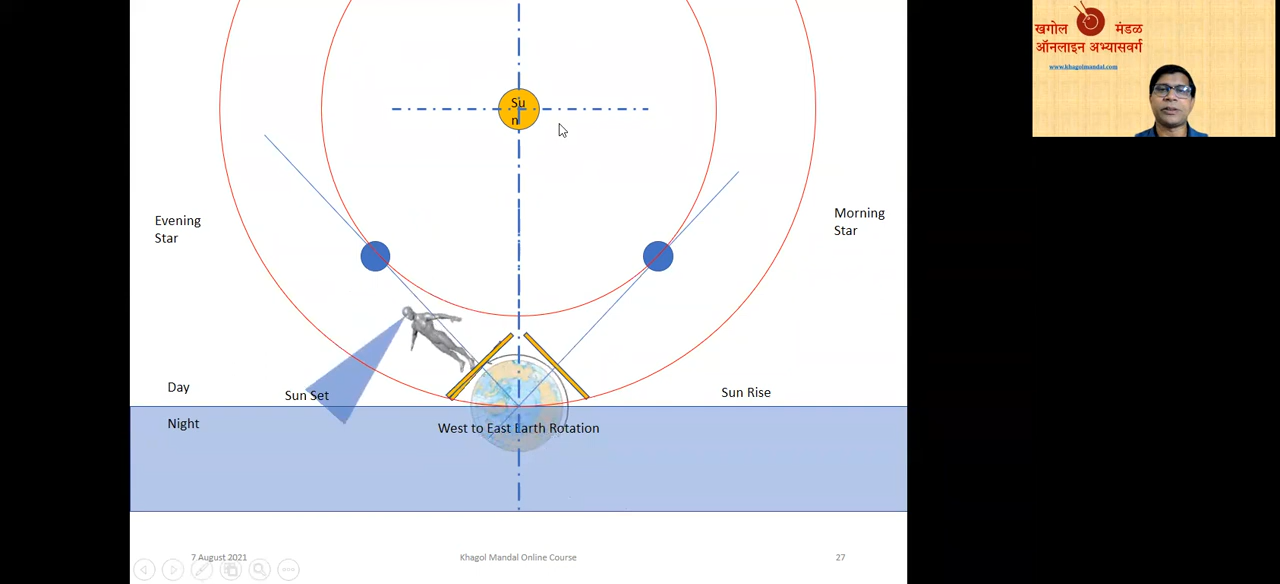 Su
n
Evening
Star
Morning
Star
Day
Sun Set
Sun Rise
Night
West to East Earth Rotation
7 August 2021
Khagol Mandal Online Course
27
खगोल मंडळ
ऑनलाइन अभ्यासवर्ग
www.khagolmandal.com